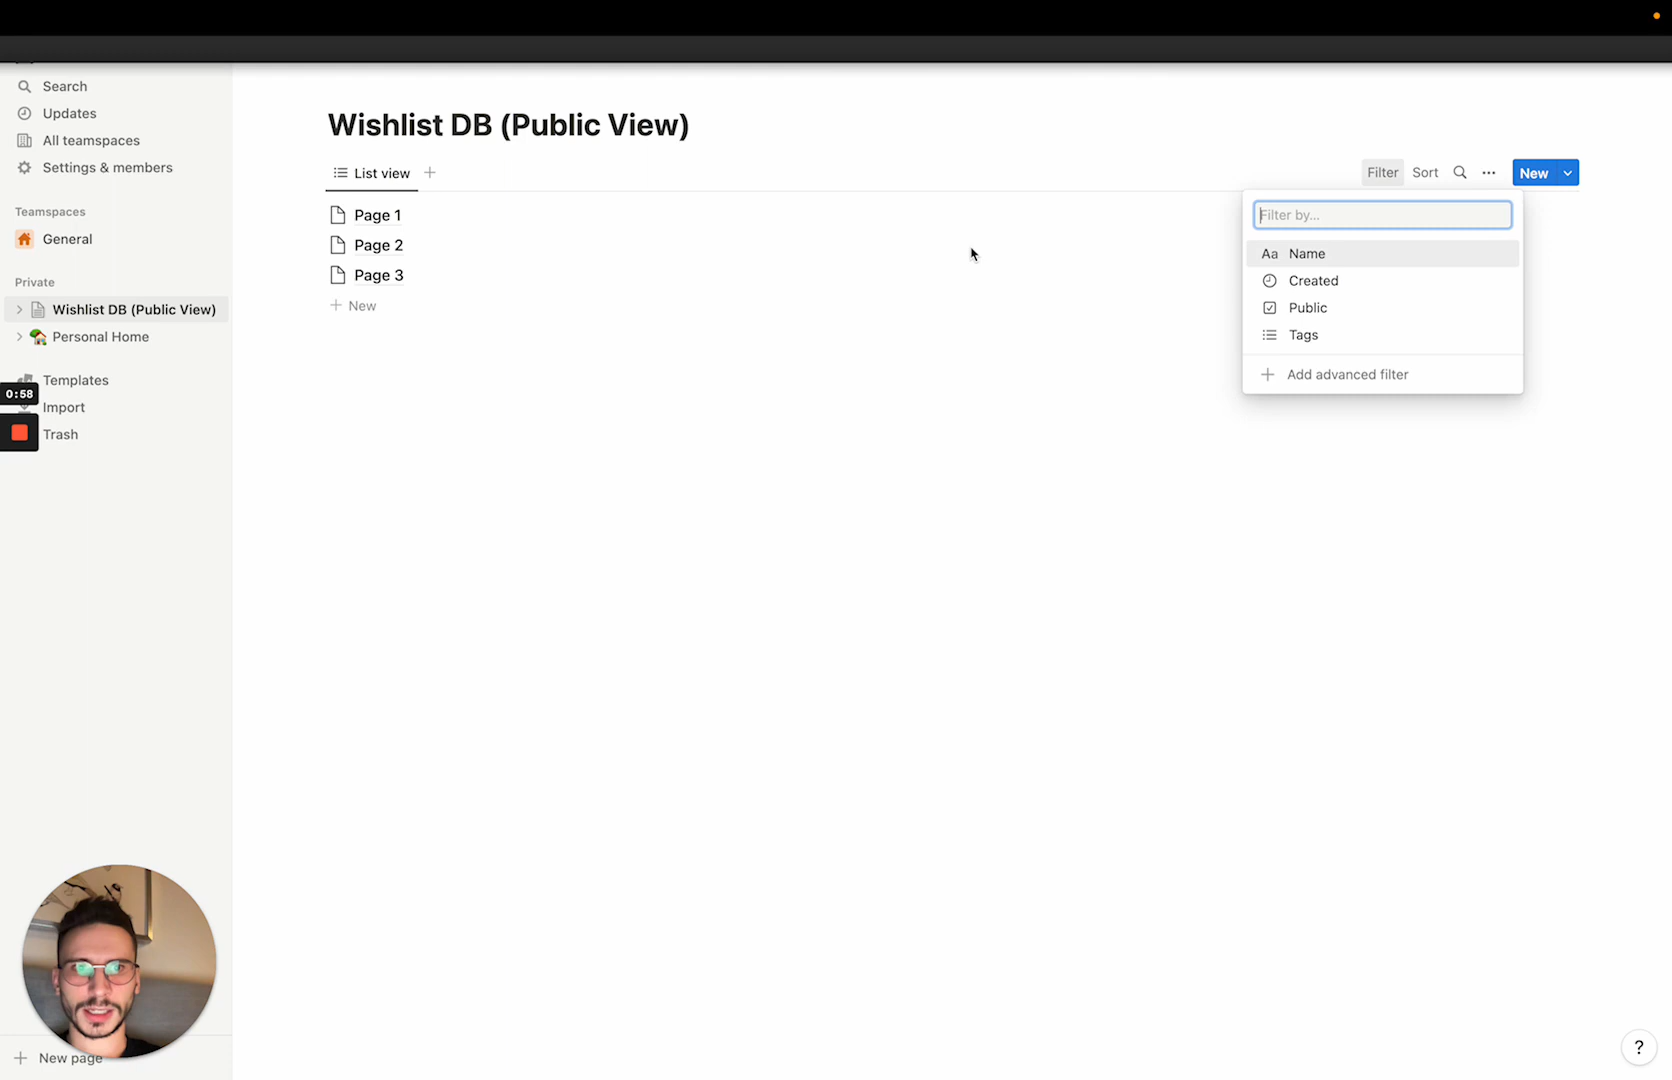 Search
Updates
All teamspaces
Settings & members
Teamspaces
General
Private
Wishlist DB (Public View)
Personal Home
Templates
0:58
Import
Trash
New page
Wishlist DB (Public View)
List view
Filter Sort New
Page 1
Page 2
Page 3
New
Filter by...
Aa Name
Created
Public
Tags
Add advanced filter
?